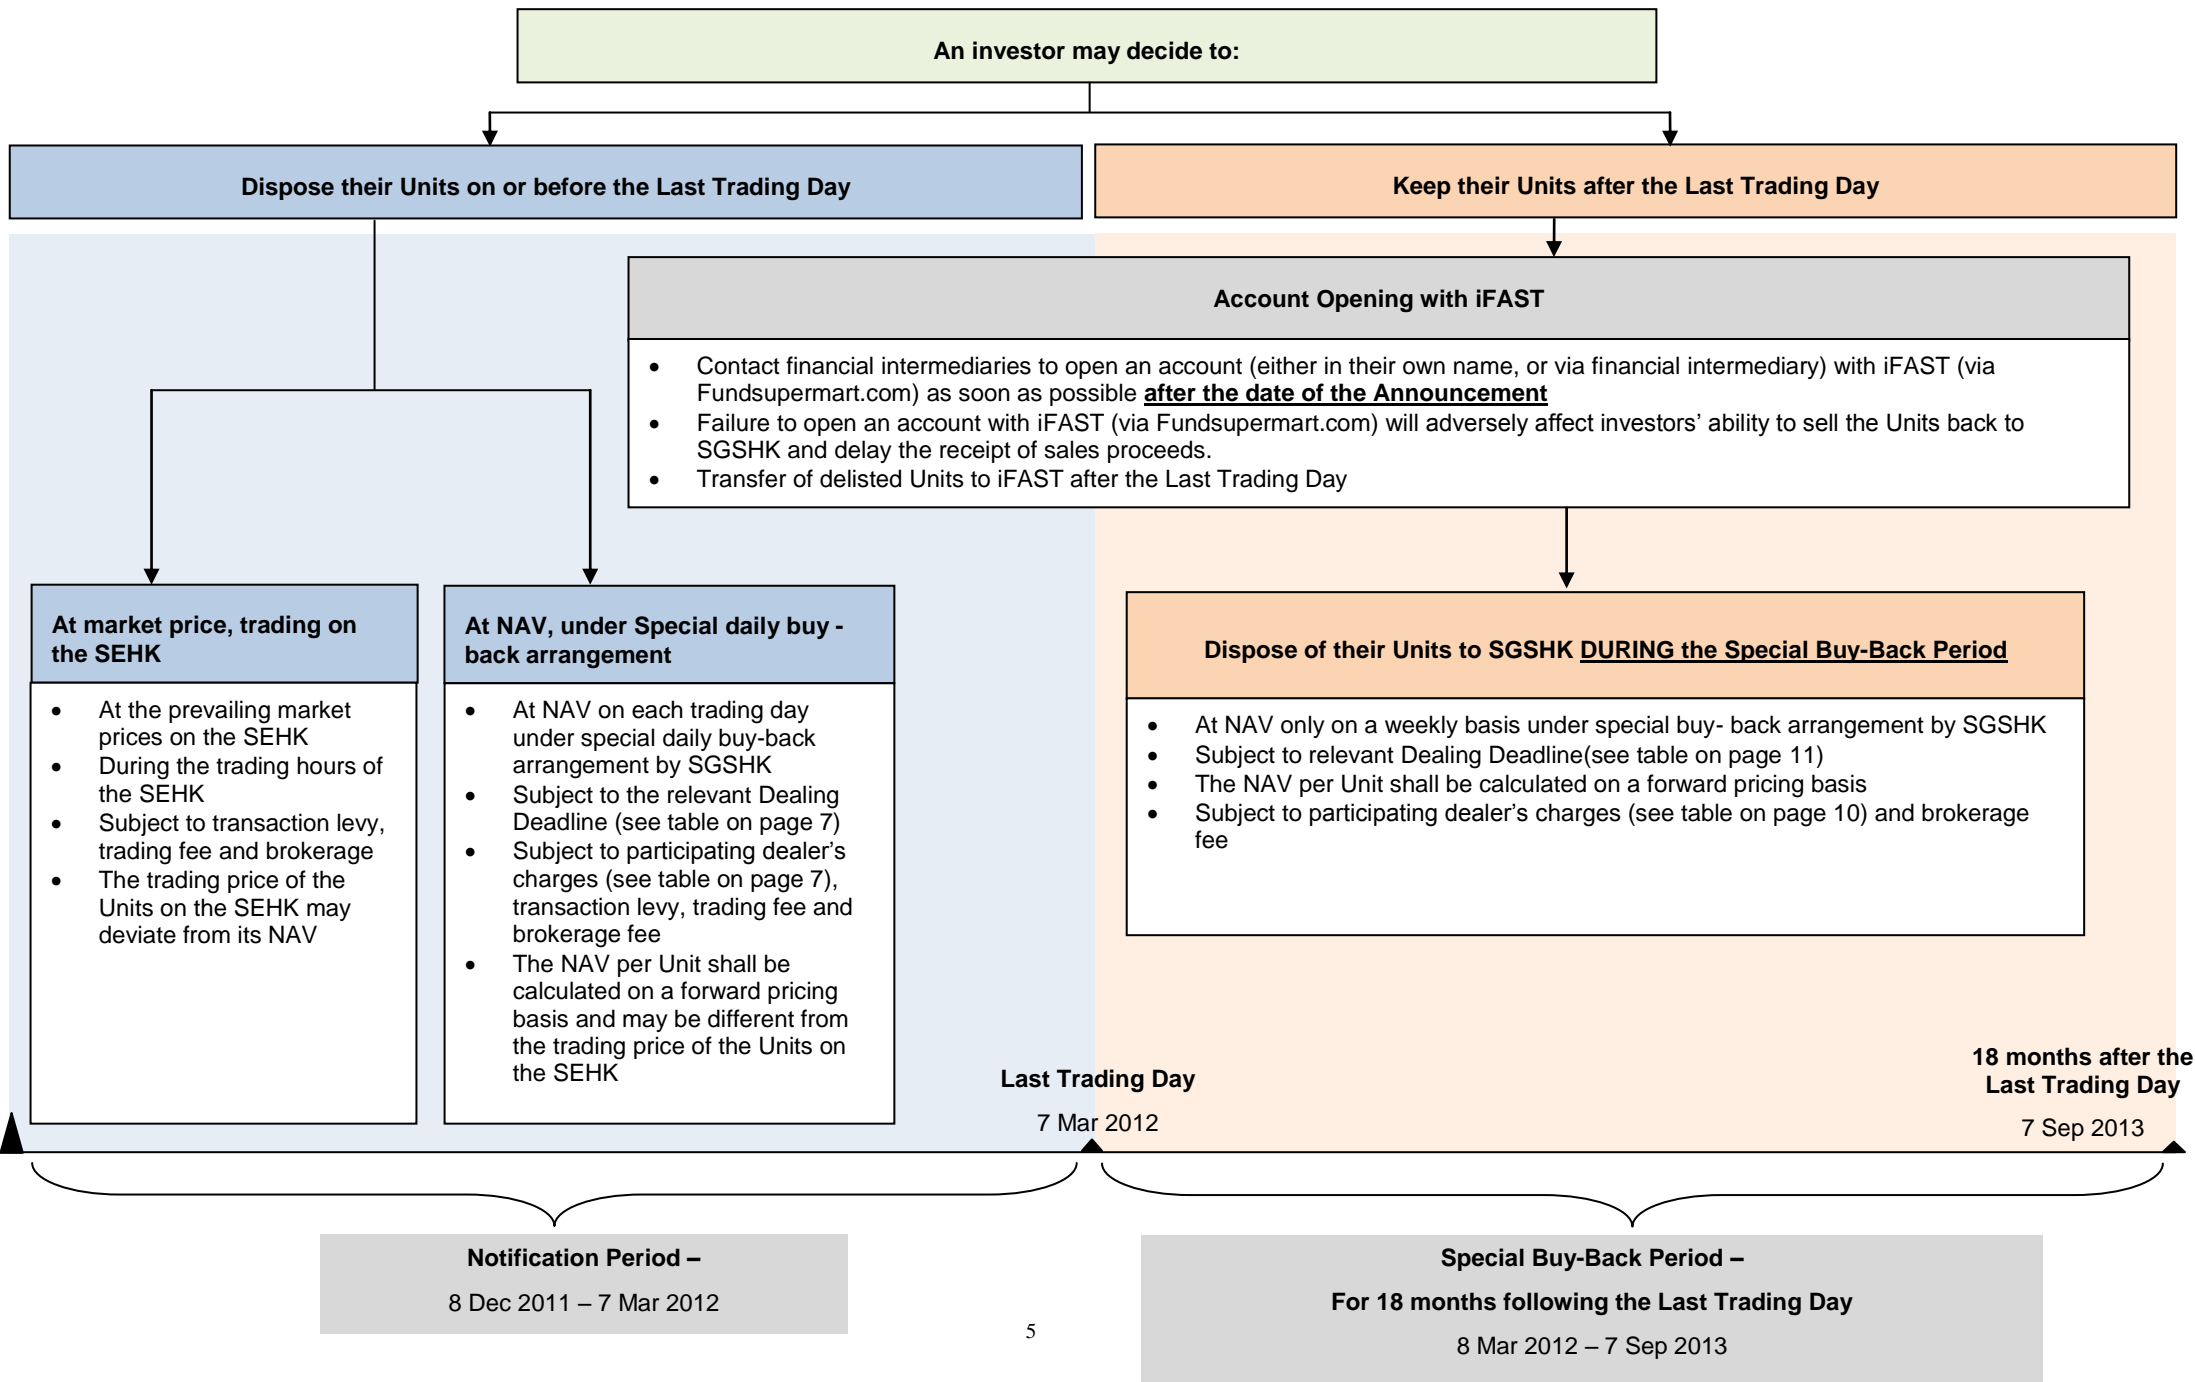 An investor may decide to:
Dispose their Units on or before the Last Trading Day
Keep their Units after the Last Trading Day
Account Opening with iFAST
• Contact financial intermediaries to open an account (either in their own name, or via financial intermediary) with iFAST (via
Fundsupermart.com) as soon as possible after the date of the Announcement
• Failure to open an account with iFAST (via Fundsupermart.com) will adversely affect investors’ ability to sell the Units back to
SGSHK and delay the receipt of sales proceeds.
• Transfer of delisted Units to iFAST after the Last Trading Day
At market price, trading on
the SEHK
• At the prevailing market
prices on the SEHK
• During the trading hours of
the SEHK
• Subject to transaction levy,
trading fee and brokerage
• The trading price of the
Units on the SEHK may
deviate from its NAV
At NAV, under Special daily buy -
back arrangement
• At NAV on each trading day
under special daily buy-back
arrangement by SGSHK
• Subject to the relevant Dealing
Deadline (see table on page 7)
• Subject to participating dealer’s
charges (see table on page 7),
transaction levy, trading fee and
brokerage fee
• The NAV per Unit shall be
calculated on a forward pricing
basis and may be different from
the trading price of the Units on
the SEHK
Dispose of their Units to SGSHK DURING the Special Buy-Back Period
• At NAV only on a weekly basis under special buy- back arrangement by SGSHK
• Subject to relevant Dealing Deadline(see table on page 11)
• The NAV per Unit shall be calculated on a forward pricing basis
• Subject to participating dealer’s charges (see table on page 10) and brokerage
fee
Last Trading Day
7 Mar 2012
18 months after the
Last Trading Day
7 Sep 2013
Notification Period –
8 Dec 2011 – 7 Mar 2012
Special Buy-Back Period –
For 18 months following the Last Trading Day
8 Mar 2012 – 7 Sep 2013
5